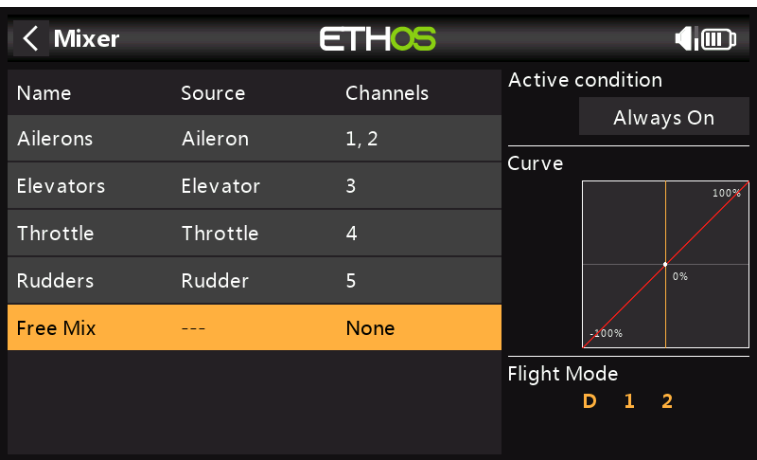 Mixer
ETHOS
Name Source Channels
Ailerons Aileron 1, 2
Elevators Elevator 3
Throttle Throttle 4
Rudders Rudder 5
Free Mix --- None
Active condition
Always On
Curve
100%
0%
-100%
Flight Mode
D 1 2